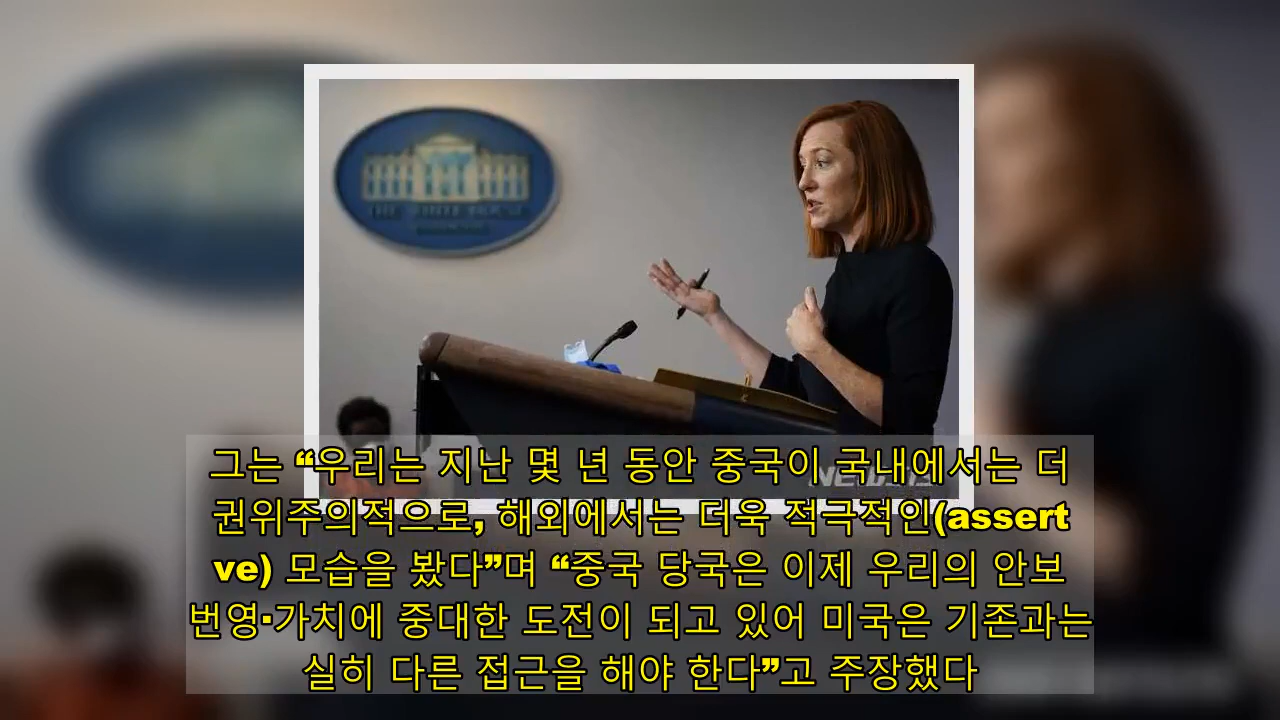 그는 “우리는 지난 몇 년 동안 중국이 국내에서는 더
권위주의적으로, 해외에서는 더욱 적극적인(assert
ve) 모습을 봤다”며 “중국 당국은 이제 우리의 안보
번영·가치에 중대한 도전이 되고 있어 미국은 기존과는
실히 다른 접근을 해야 한다”고 주장했다